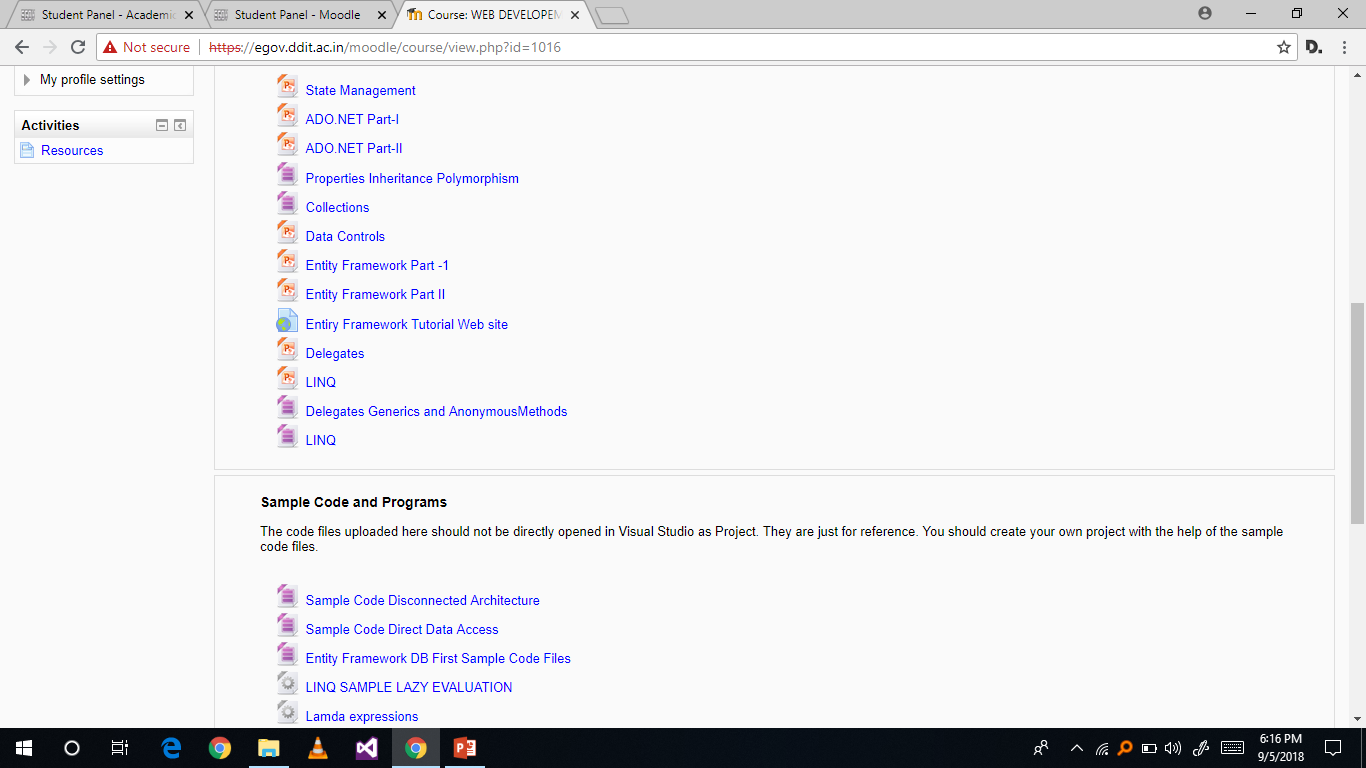 Student Panel - Academic
Student Panel - Moodle
Course: WEB DEVELOPEM
Not secure
https://egov.ddit.ac.in/moodle/course/view.php?id=1016
D.
My profile settings
Activities
Resources
State Management
ADO.NET Part-I
ADO.NET Part-II
Properties Inheritance Polymorphism
Collections
Data Controls
Entity Framework Part -1
Entity Framework Part II
Entiry Framework Tutorial Web site
Delegates
LINQ
Delegates Generics and AnonymousMethods
LINQ
Sample Code and Programs
The code files uploaded here should not be directly opened in Visual Studio as Project. They are just for reference. You should create your own project with the help of the sample
code files.
Sample Code Disconnected Architecture
Sample Code Direct Data Access
Entity Framework DB First Sample Code Files
LINQ SAMPLE LAZY EVALUATION
Lamda expressions
6:16 PM
9/5/2018